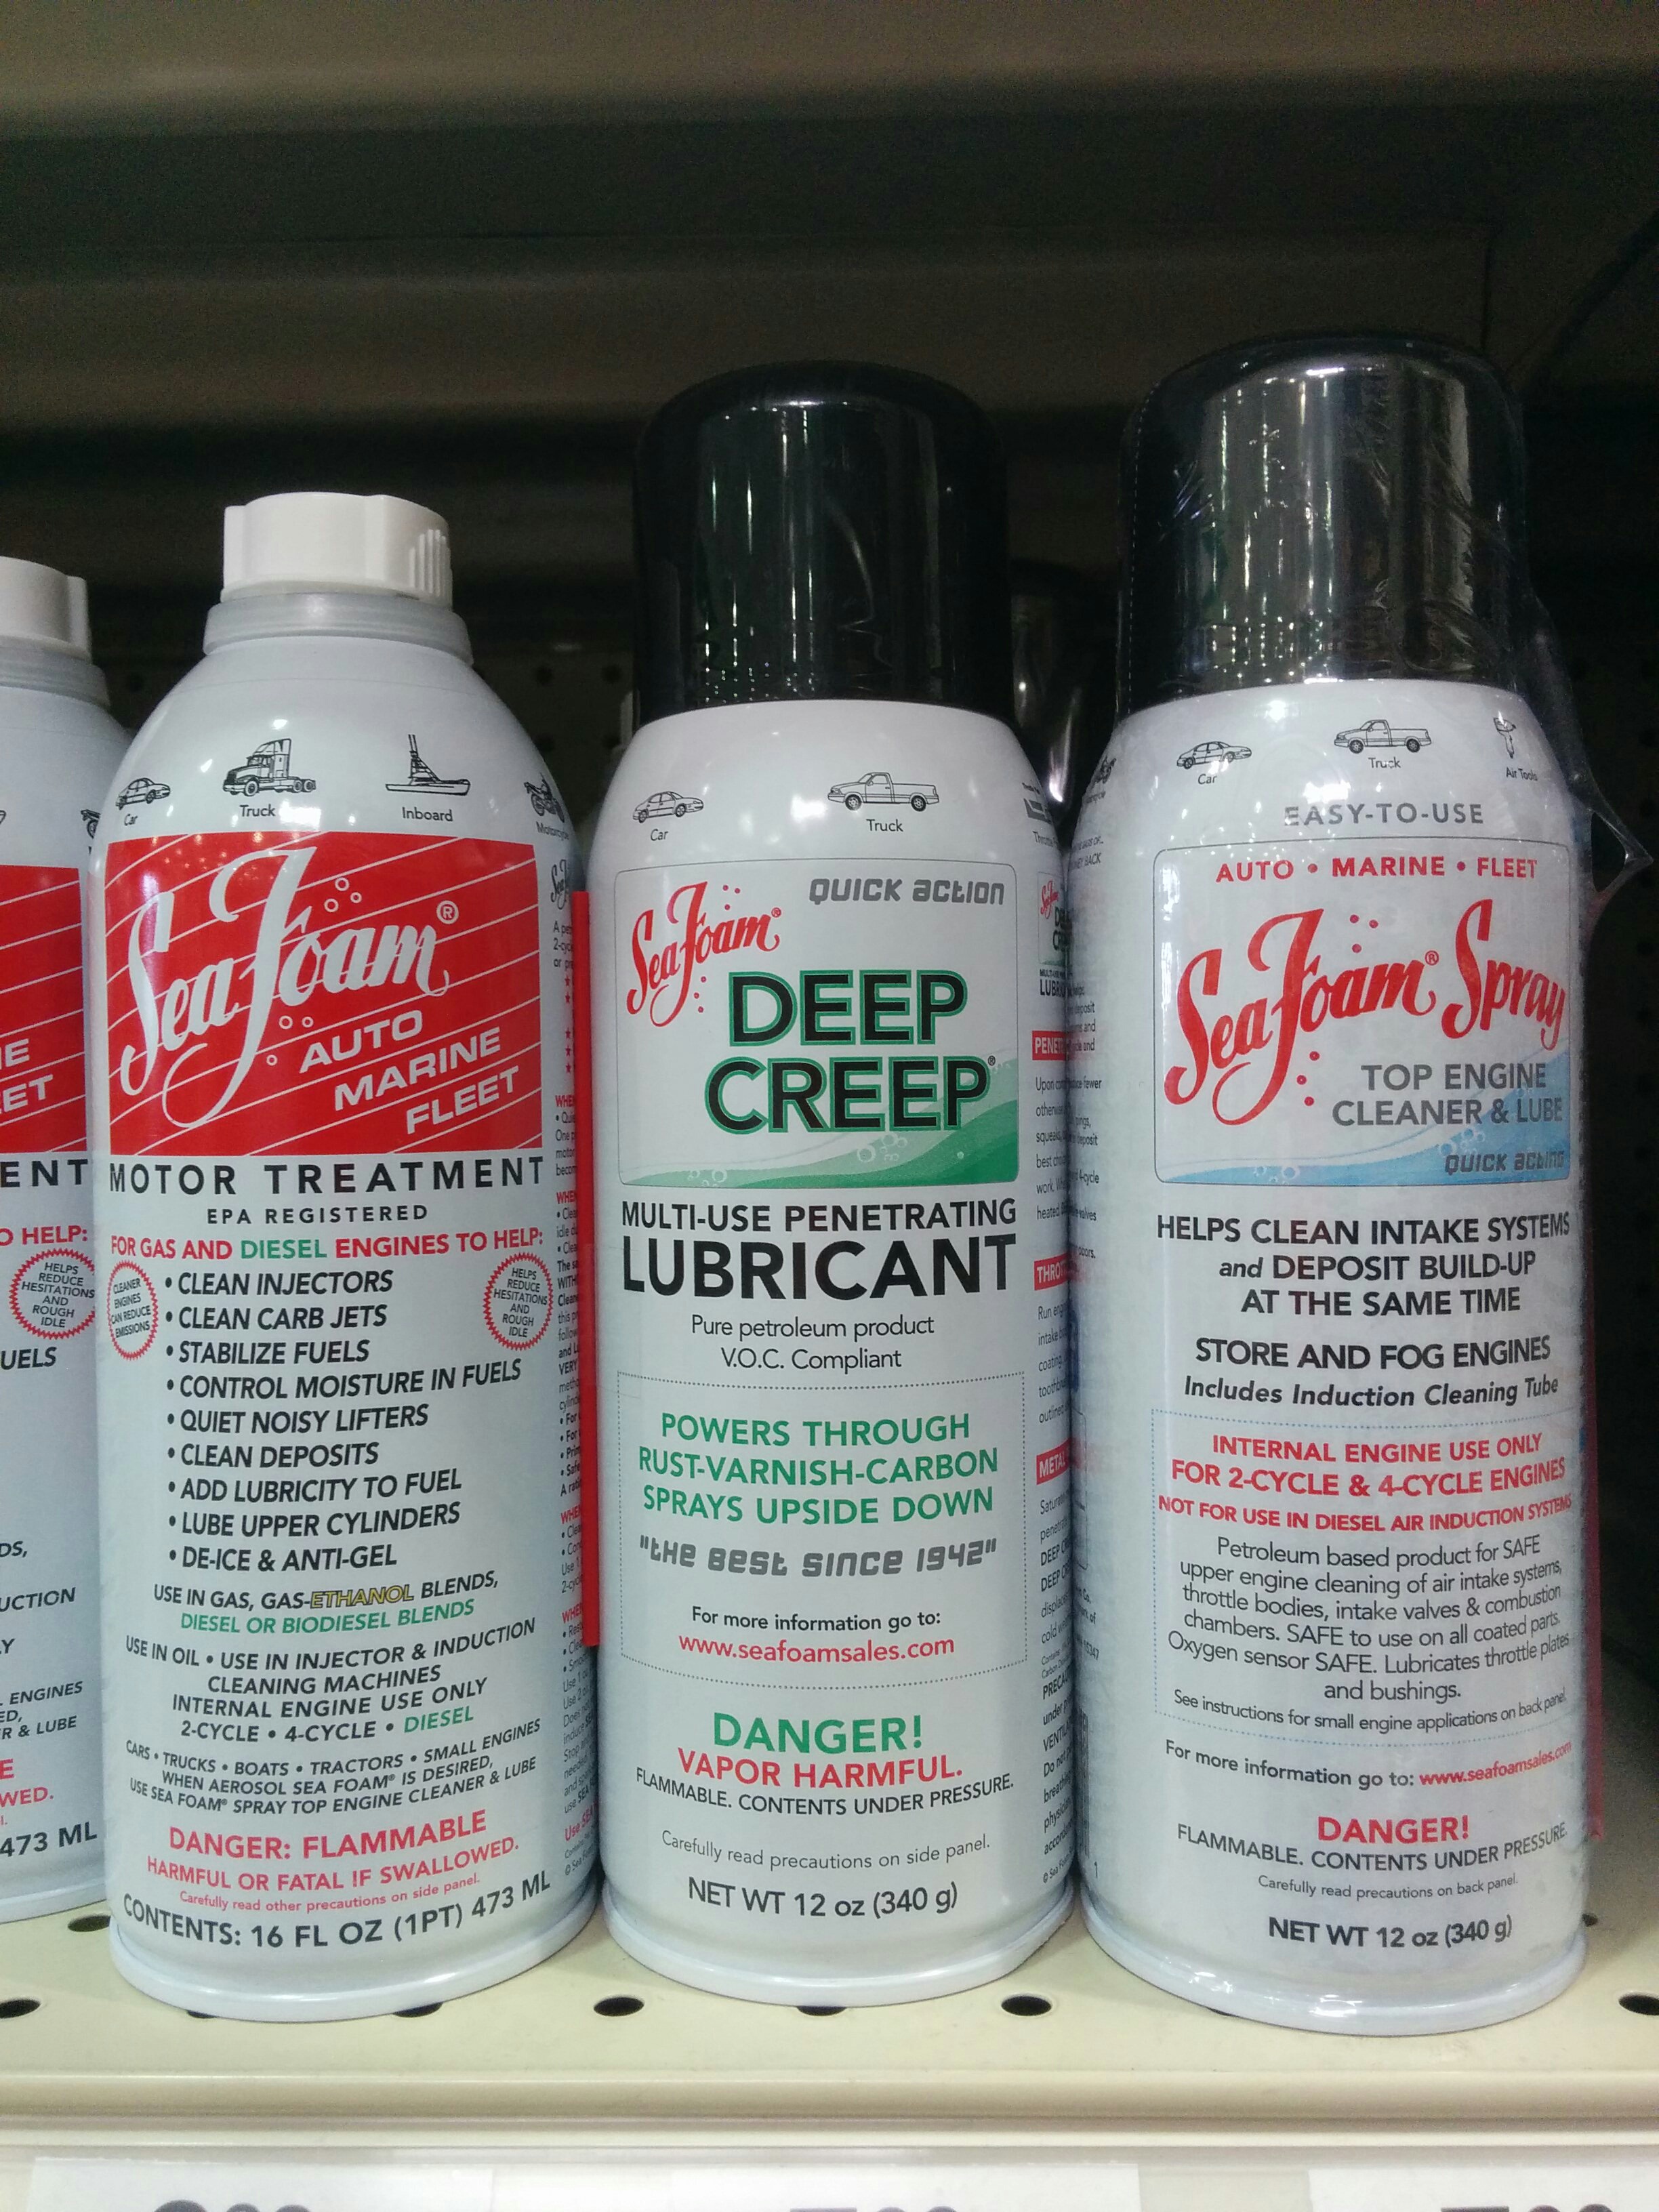 Car
Truck
Inboard
Motorcycle
Sea Foam®
AUTO
MARINE
FLEET
MOTOR TREATMENT
EPA REGISTERED
FOR GAS AND DIESEL ENGINES TO HELP:
CLEANER
ENGINES
CAN REDUCE
EMISSIONS
HELPS
REDUCE
HESITATIONS
AND
ROUGH
IDLE
• CLEAN INJECTORS
• CLEAN CARB JETS
• STABILIZE FUELS
• CONTROL MOISTURE IN FUELS
• QUIET NOISY LIFTERS
• CLEAN DEPOSITS
• ADD LUBRICITY TO FUEL
• LUBE UPPER CYLINDERS
• DE-ICE & ANTI-GEL
USE IN GAS, GAS-ETHANOL BLENDS,
DIESEL OR BIODIESEL BLENDS
USE IN OIL • USE IN INJECTOR & INDUCTION
CLEANING MACHINES
INTERNAL ENGINE USE ONLY
2-CYCLE • 4-CYCLE • DIESEL
CARS • TRUCKS • BOATS • TRACTORS • SMALL ENGINES
WHEN AEROSOL SEA FOAM® IS DESIRED,
USE SEA FOAM® SPRAY TOP ENGINE CLEANER & LUBE
DANGER: FLAMMABLE
HARMFUL OR FATAL IF SWALLOWED.
Carefully read other precautions on side panel.
CONTENTS: 16 FL OZ (1PT) 473 ML
Car
Truck
Sea Foam®
QUICK ACTION
DEEP
CREEP®
MULTI-USE PENETRATING
LUBRICANT
Pure petroleum product
V.O.C. Compliant
POWERS THROUGH
RUST-VARNISH-CARBON
SPRAYS UPSIDE DOWN
"THE BEST SINCE 1942"
For more information go to:
www.seafoamsales.com
DANGER!
VAPOR HARMFUL.
FLAMMABLE. CONTENTS UNDER PRESSURE.
Carefully read precautions on side panel.
NET WT 12 oz (340 g)
Car
Truck
Air Tools
EASY-TO-USE
AUTO • MARINE • FLEET
Sea Foam® Spray
TOP ENGINE
CLEANER & LUBE
QUICK ACTING
HELPS CLEAN INTAKE SYSTEMS
and DEPOSIT BUILD-UP
AT THE SAME TIME
STORE AND FOG ENGINES
Includes Induction Cleaning Tube
INTERNAL ENGINE USE ONLY
FOR 2-CYCLE & 4-CYCLE ENGINES
NOT FOR USE IN DIESEL AIR INDUCTION SYSTEMS
Petroleum based product for SAFE
upper engine cleaning of air intake systems,
throttle bodies, intake valves & combustion
chambers. SAFE to use on all coated parts.
Oxygen sensor SAFE. Lubricates throttle plates
and bushings.
See instructions for small engine applications on back panel.
For more information go to: www.seafoamsales.com
DANGER!
FLAMMABLE. CONTENTS UNDER PRESSURE.
Carefully read precautions on back panel.
NET WT 12 oz (340 g)